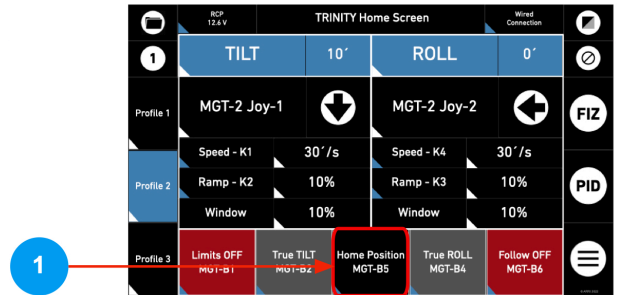 RCP
12.6 V
TRINITY Home Screen
Wired
Connection
1
TILT 10´ ROLL 0´
Profile 1
MGT-2 Joy-1
MGT-2 Joy-2
FIZ
Speed - K1 30´/s Speed - K4 30´/s
Profile 2
Ramp - K2 10% Ramp - K3 10%
PID
Window 10% Window 10%
Profile 3
Limits OFF
MGT-B1
True TILT
MGT-B2
Home Position
MGT-B5
True ROLL
MGT-B4
Follow OFF
MGT-B6
1